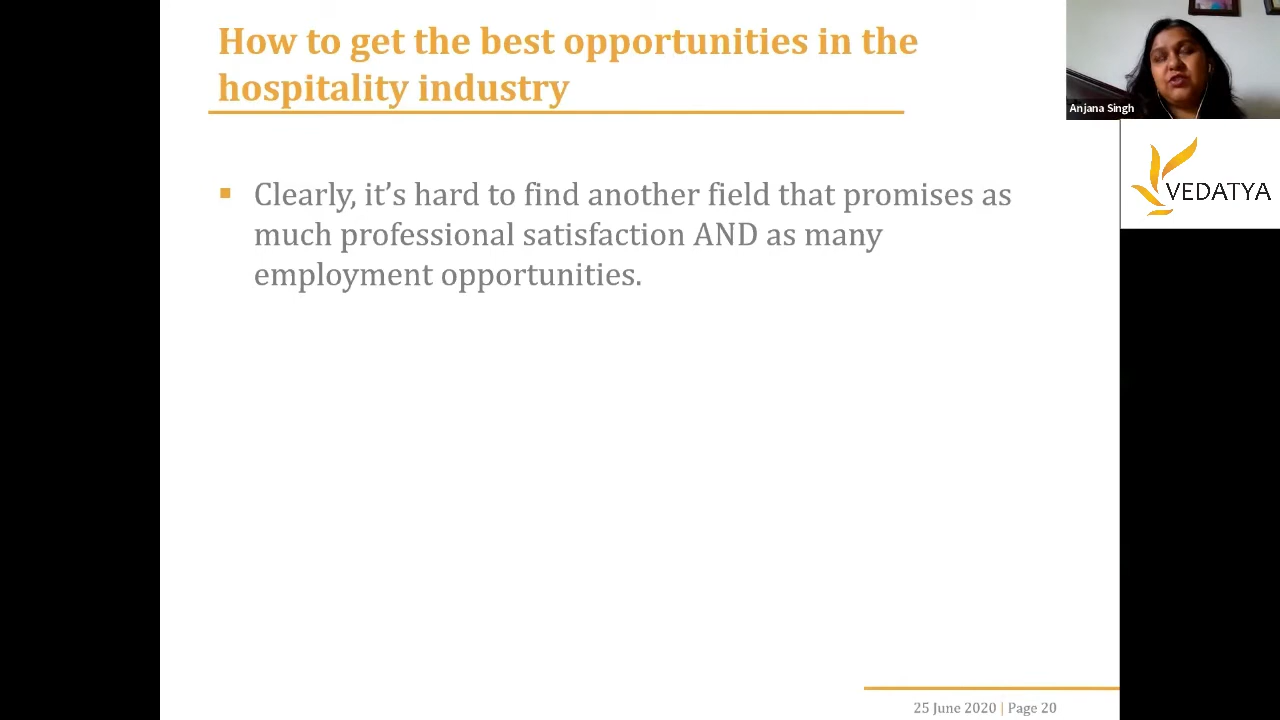 How to get the best opportunities in the
hospitality industry
Anjana Singh
VEDATYA
▪ Clearly, it’s hard to find another field that promises as
much professional satisfaction AND as many
employment opportunities.
25 June 2020 | Page 20